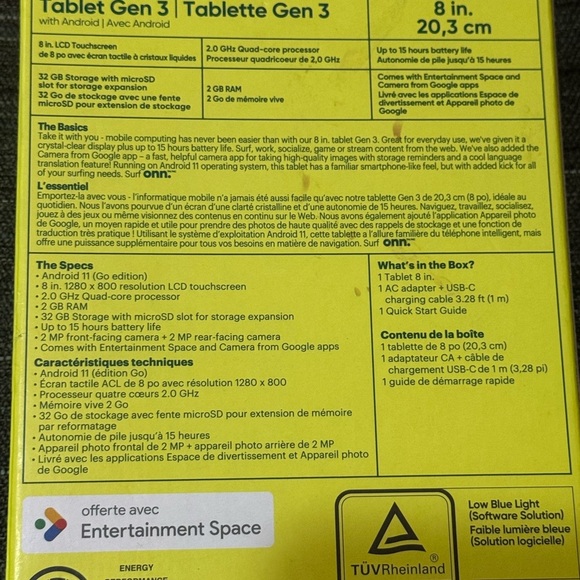 Tablet Gen 3 | Tablette Gen 3
with Android | Avec Android
8 in.
20,3 cm
8 in. LCD Touchscreen
de 8 po avec écran tactile à cristaux liquides
2.0 GHz Quad-core processor
Processeur quadricoeur de 2,0 GHz
Up to 15 hours battery life
Autonomie de pile jusqu'à 15 heures
32 GB Storage with microSD
slot for storage expansion
32 Go de stockage avec une fente
microSD pour extension de stockage
2 GB RAM
2 Go de mémoire vive
Comes with Entertainment Space and
Camera from Google apps
Livré avec les applications Espace de
divertissement et Appareil photo de
Google
The Basics
Take it with you - mobile computing has never been easier than with our 8 in. tablet Gen 3. Great for everyday use, we've given it a
crystal-clear display plus up to 15 hours battery life. Surf, work, socialize, game or stream content from the web. We've also added the
Camera from Google app – a fast, helpful camera app for taking high-quality images with storage reminders and a cool language
translation feature! Running on Android 11 operating system, this tablet has a familiar smartphone-like feel, but with added kick for all
of your surfing needs. Surf onn.
L'essentiel
Emportez-la avec vous - l'informatique mobile n'a jamais été aussi facile qu'avec notre tablette Gen 3 de 20,3 cm (8 po), idéale au
quotidien. Nous l'avons pourvue d'un écran d'une clarté cristalline et d'une autonomie de 15 heures. Naviguez, travaillez, socialisez,
jouez à des jeux ou même visionnez des contenus en continu sur le Web. Nous avons également ajouté l'application Appareil photo
de Google, un moyen rapide et utile pour prendre des photos de haute qualité avec des rappels de stockage et une fonction de
traduction très pratique ! Utilisant le système d'exploitation Android 11, cette tablette a l'allure familière du téléphone intelligent, mais
offre une puissance supplémentaire pour tous vos besoins en matière de navigation. Surf onn.
The Specs
• Android 11 (Go edition)
• 8 in. 1280 x 800 resolution LCD touchscreen
• 2.0 GHz Quad-core processor
• 2 GB RAM
• 32 GB Storage with microSD slot for storage expansion
• Up to 15 hours battery life
• 2 MP front-facing camera + 2 MP rear-facing camera
• Comes with Entertainment Space and Camera from Google apps
Caractéristiques techniques
• Android 11 (édition Go)
• Écran tactile ACL de 8 po avec résolution 1280 x 800
• Processeur quatre cœurs 2.0 GHz
• Mémoire vive 2 Go
• 32 Go de stockage avec fente microSD pour extension de mémoire
par reformatage
• Autonomie de pile jusqu'à 15 heures
• Appareil photo frontal de 2 MP + appareil photo arrière de 2 MP
• Livré avec les applications Espace de divertissement et Appareil photo
de Google
What's in the Box?
1 Tablet 8 in.
1 AC adapter + USB-C
charging cable 3.28 ft (1 m)
1 Quick Start Guide
Contenu de la boîte
1 tablette de 8 po (20,3 cm)
1 adaptateur CA + câble de
chargement USB-C de 1 m (3,28 pi)
1 guide de démarrage rapide
offerte avec
Entertainment Space
ENERGY
TÜVRheinland®
Low Blue Light
(Software Solution)
Faible lumière bleue
(Solution logicielle)